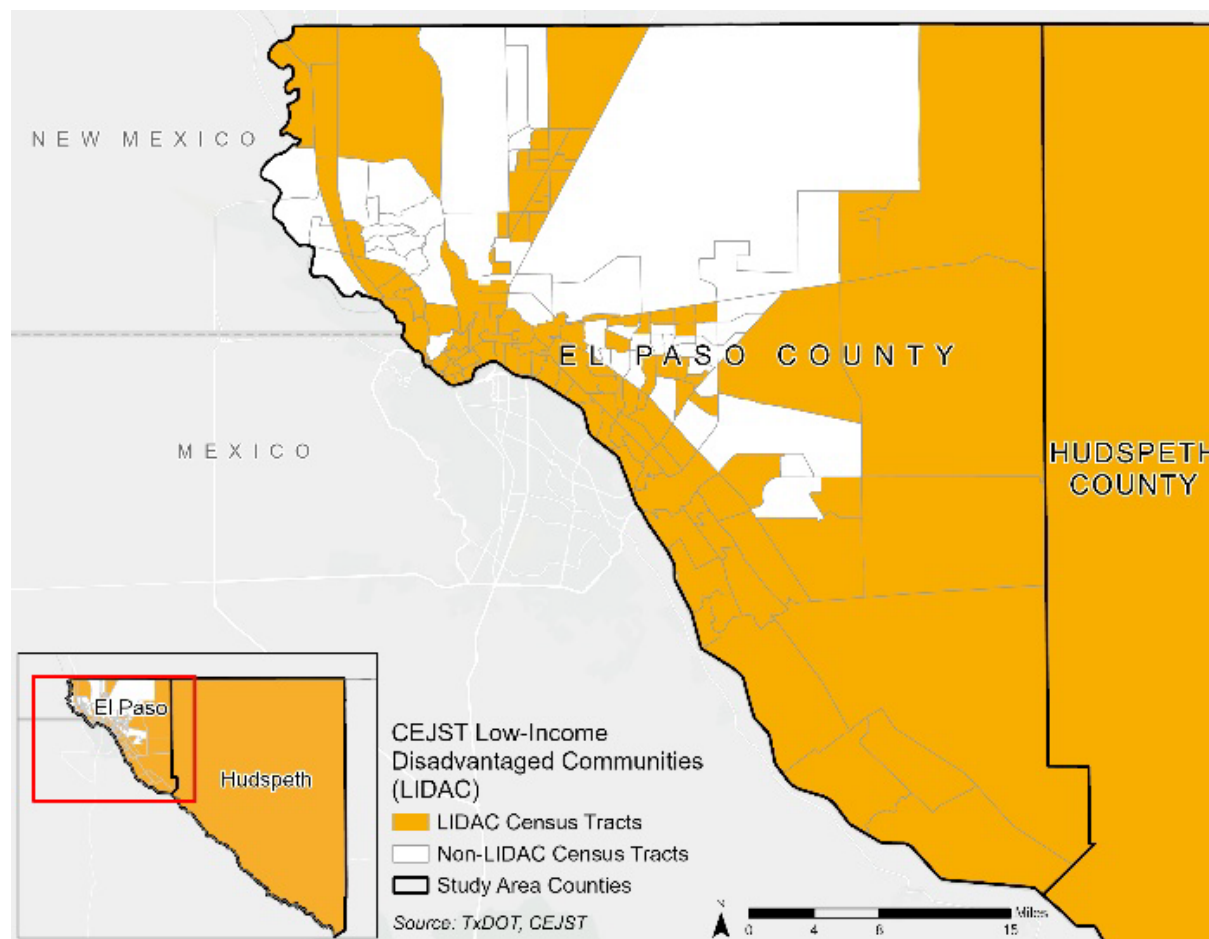 NEW MEXICO
EL PASO COUNTY
MEXICO
HUDSPETH
COUNTY
El Paso
Hudspeth
CEJST Low-Income
Disadvantaged Communities
(LIDAC)
LIDAC Census Tracts
Non-LIDAC Census Tracts
Study Area Counties
Source: TxDOT, CEJST
N
Miles
0 4 8 15